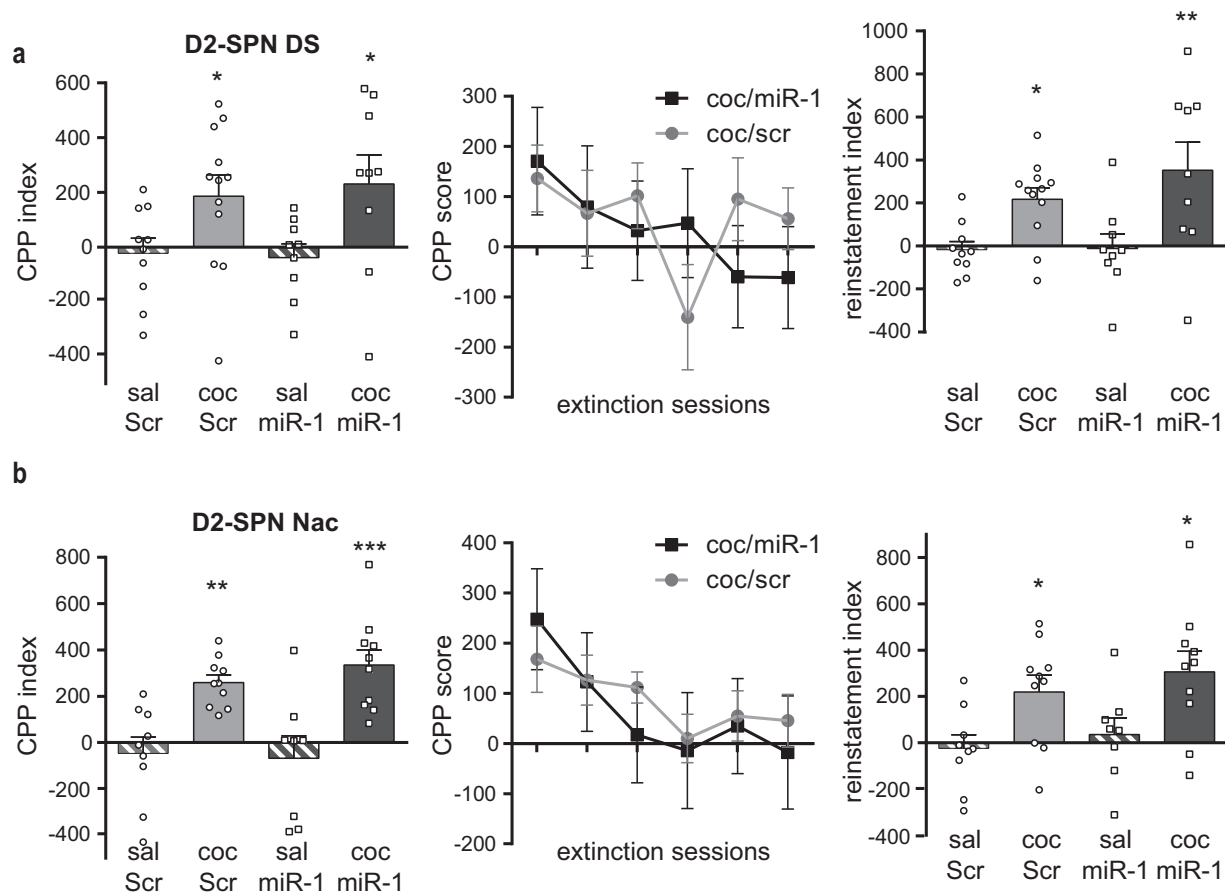 a
D2-SPN DS
CPP index
600
400
200
0
-200
-400
*
*
sal
Scr
coc
Scr
sal
miR-1
coc
miR-1
CPP score
300
200
100
0
-100
-200
-300
coc/miR-1
coc/scr
extinction sessions
reinstatement index
1000
800
600
400
200
0
-200
-400
*
**
sal
Scr
coc
Scr
sal
miR-1
coc
miR-1
b
D2-SPN Nac
CPP index
800
600
400
200
0
-200
-400
**
***
sal
Scr
coc
Scr
sal
miR-1
coc
miR-1
CPP score
400
300
200
100
0
-100
-200
coc/miR-1
coc/scr
extinction sessions
reinstatement index
800
600
400
200
0
-200
-400
*
*
sal
Scr
coc
Scr
sal
miR-1
coc
miR-1